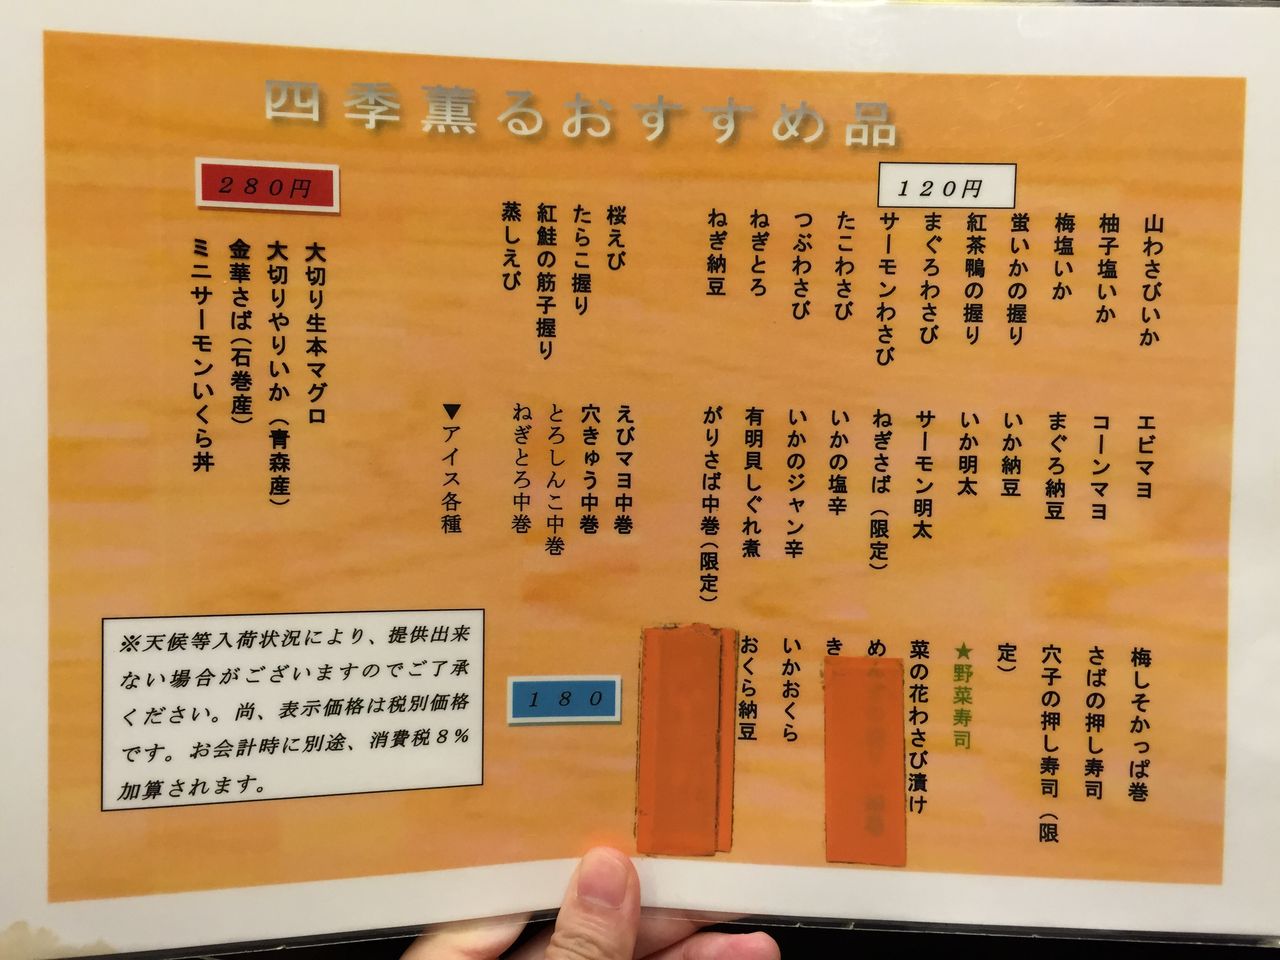 四季薫るおすすめ品
120円
山わさびいか
柚子塩いか
梅塩いか
蛍いかの握り
紅茶鴨の握り
まぐろわさび
サーモンわさび
たこわさび
つぶわさび
ねぎとろ
ねぎ納豆
エビマヨ
コーンマヨ
まぐろ納豆
いか納豆
いか明太
サーモン明太
ねぎさば（限定）
いかの塩辛
いかのジャン辛
有明貝しぐれ煮
がりさば中巻（限定）
梅しそかっぱ巻
さばの押し寿司
穴子の押し寿司（限
定）
★野菜寿司
菜の花わさび漬け
め
き
いかおくら
おくら納豆
桜えび
たらこ握り
紅鮭の筋子握り
蒸しえび
えびマヨ中巻
穴きゅう中巻
とろしんこ中巻
ねぎとろ中巻
▼アイス各種
180
280円
大切り生本マグロ
大切りやりいか（青森産）
金華さば（石巻産）
ミニサーモンいくら丼
※天候等入荷状況により、提供出来
ない場合がございますのでご了承
ください。尚、表示価格は税別価格
です。お会計時に別途、消費税８%
加算されます。